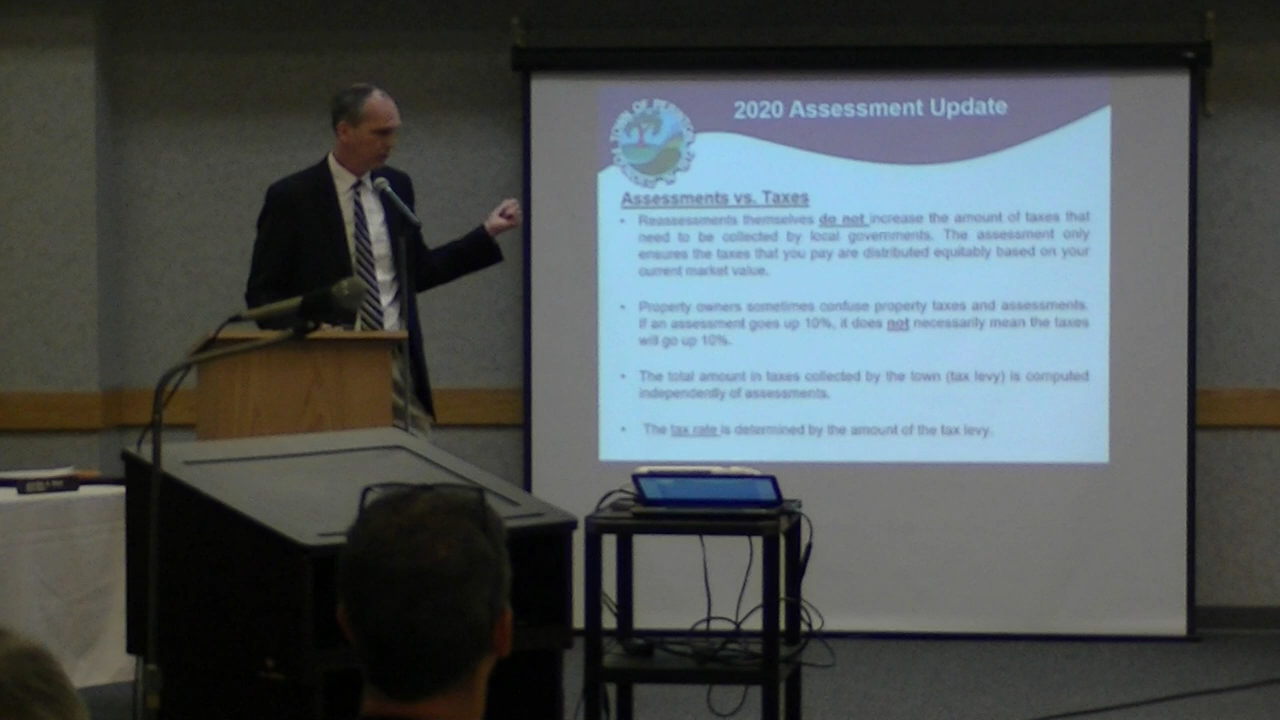 2020 Assessment Update
TOWN OF
Assessments vs. Taxes
• Reassessments themselves do not increase the amount of taxes that
need to be collected by local governments. The assessment only
ensures the taxes that you pay are distributed equitably based on your
current market value.
• Property owners sometimes confuse property taxes and assessments.
If an assessment goes up 10%, it does not necessarily mean the taxes
will go up 10%.
• The total amount in taxes collected by the town (tax levy) is computed
independently of assessments.
• The tax rate is determined by the amount of the tax levy.